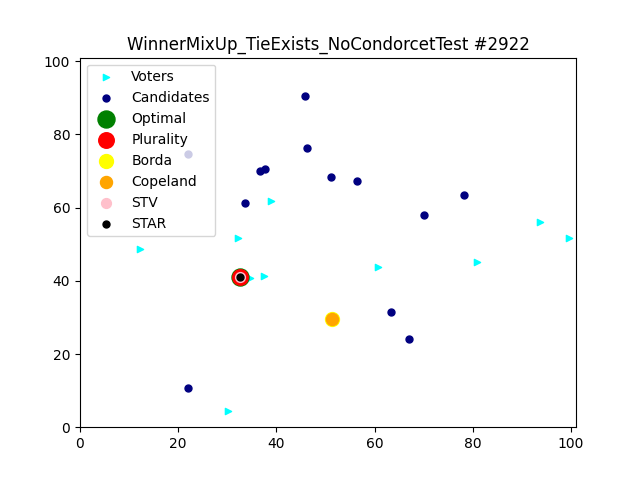 WinnerMixUp_TieExists_NoCondorcetTest #2922
Voters
Candidates
Optimal
Plurality
Borda
Copeland
STV
STAR
100
80
60
40
20
0
0 20 40 60 80 100